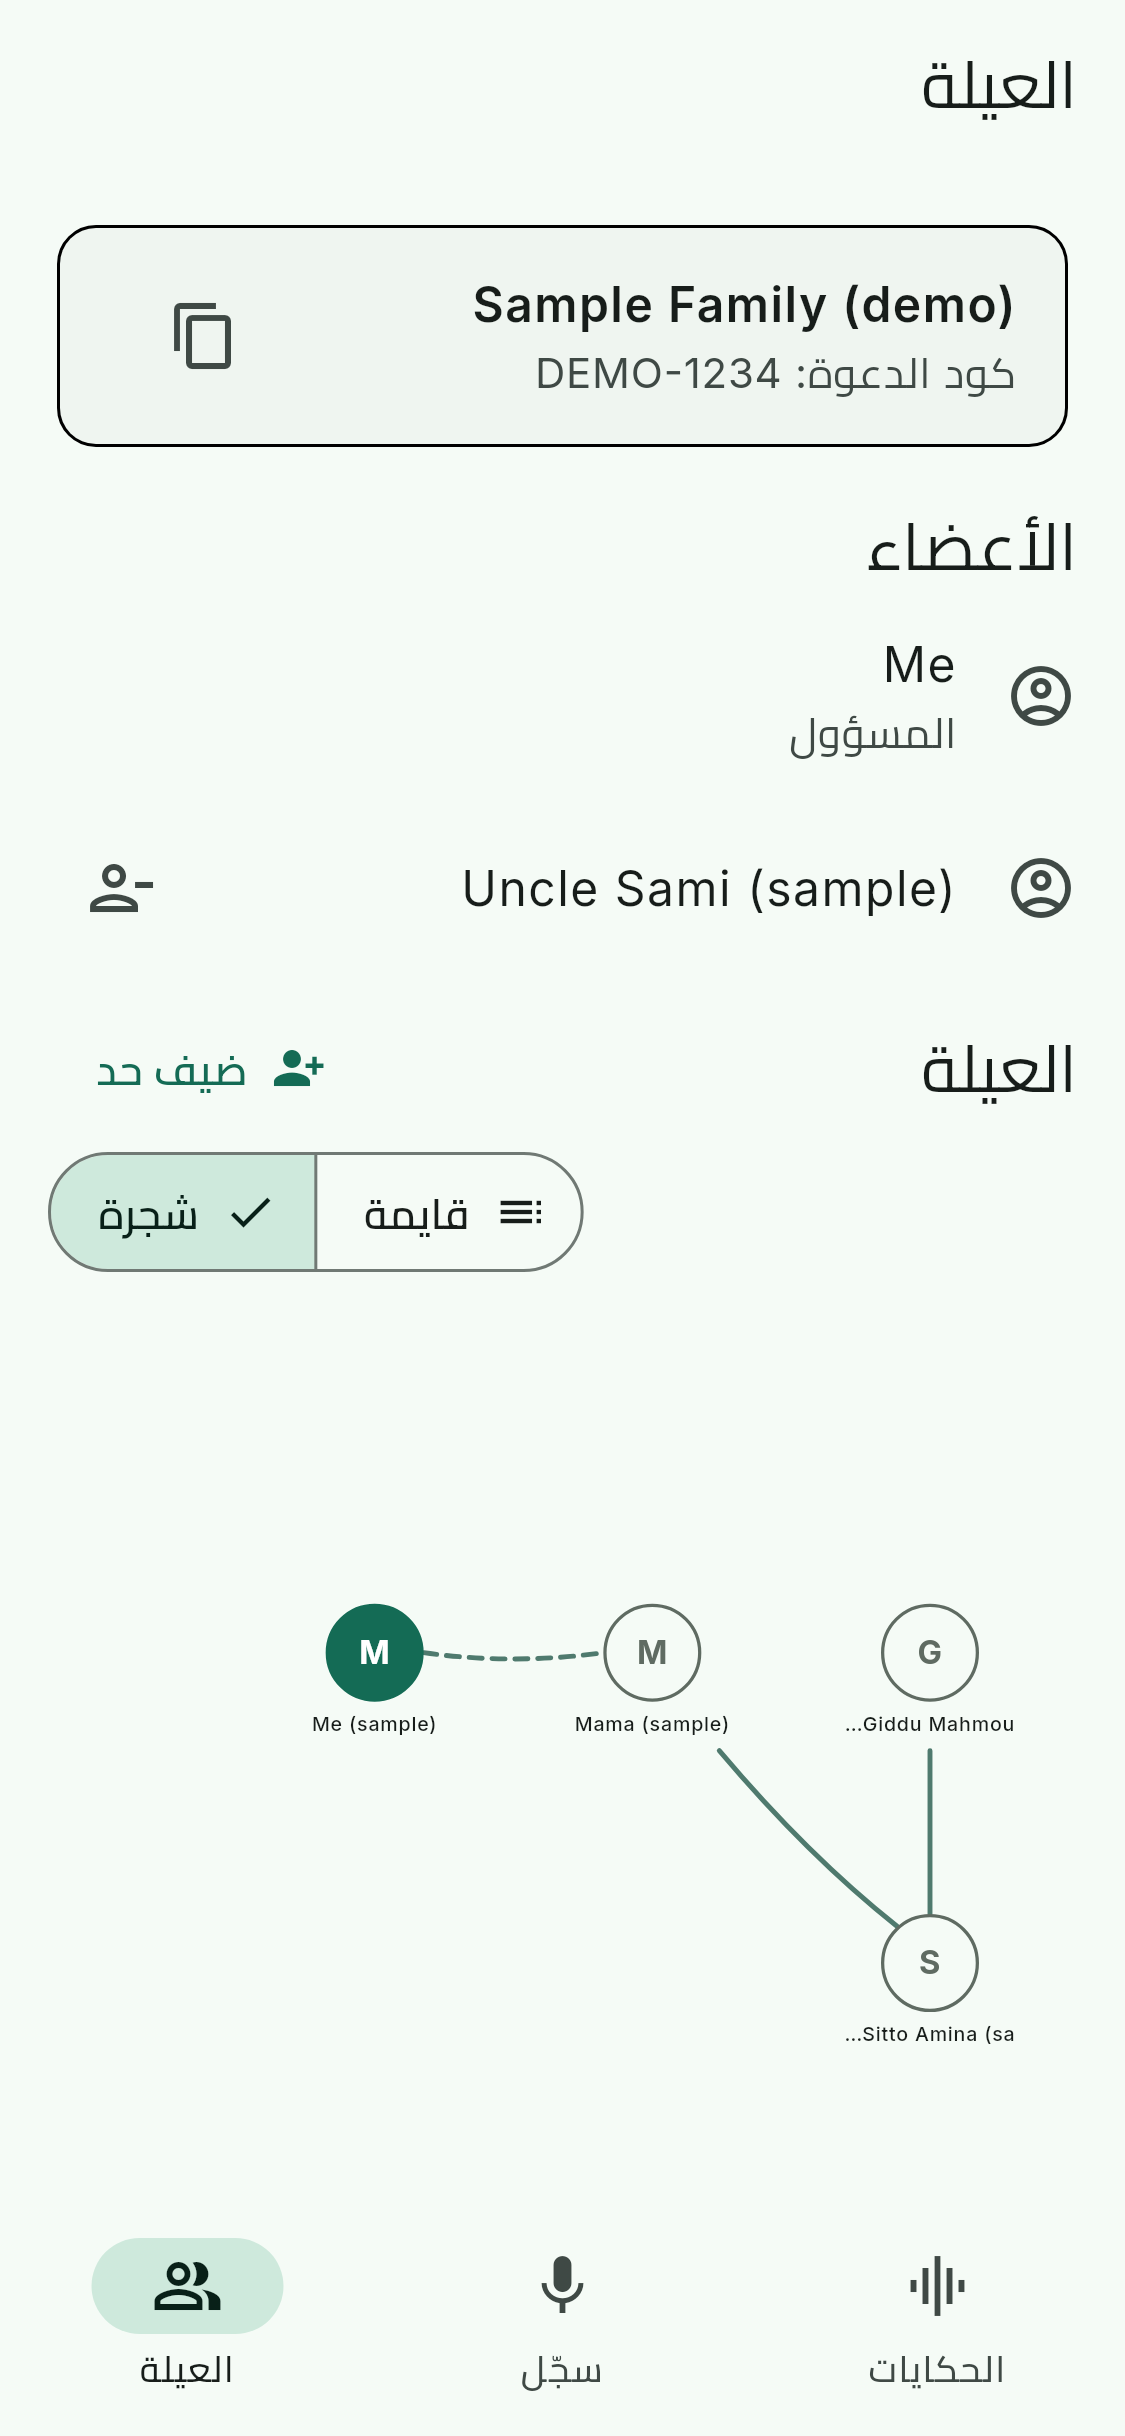 العيلة
Sample Family (demo)
كود الدعوة: DEMO-1234
الأعضاء
Me
المسؤول
Uncle Sami (sample)
العيلة
ضيف حد
قايمة
شجرة
G
M
M
Giddu Mahmou...
Mama (sample)
Me (sample)
S
Sitto Amina (sa...
الحكايات
سجّل
العيلة